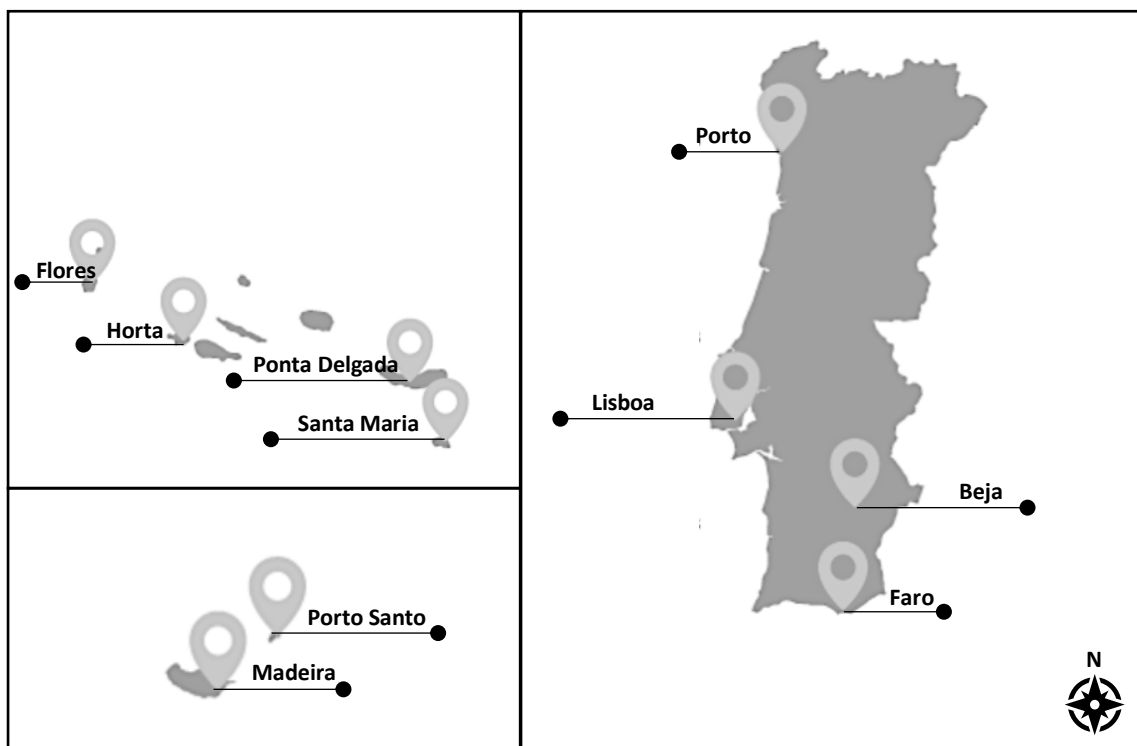 Flores
Horta
Ponta Delgada
Santa Maria
Porto Santo
Madeira
Porto
Lisboa
Beja
Faro
N